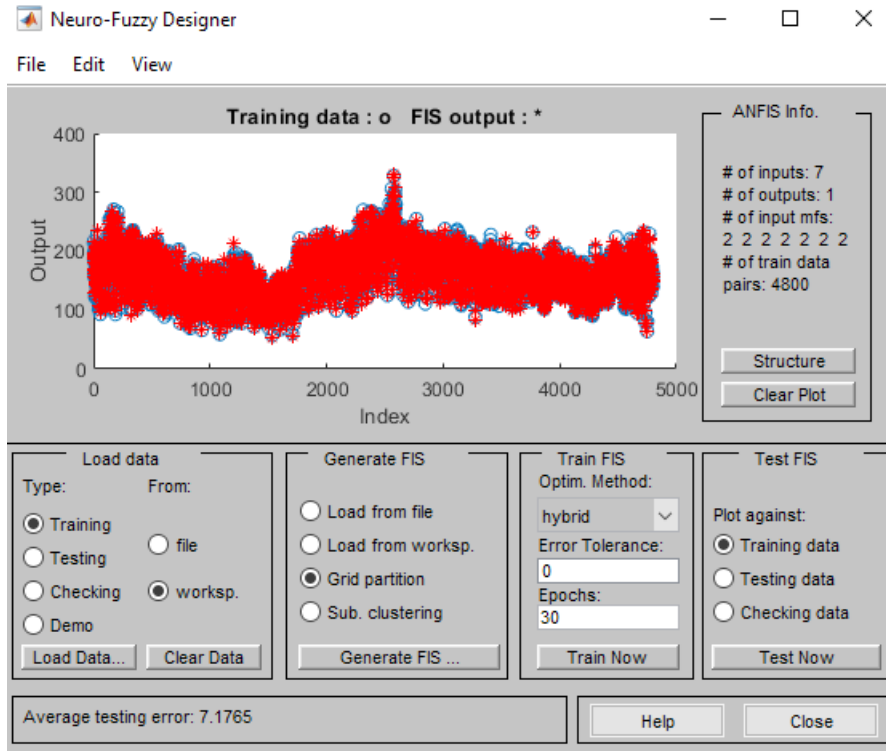 Neuro-Fuzzy Designer
File Edit View
Training data : o FIS output : *
400
300
200
100
0
Output
0 1000 2000 3000 4000 5000
Index
ANFIS Info.
# of inputs: 7
# of outputs: 1
# of input mfs:
2 2 2 2 2 2 2
# of train data
pairs: 4800
Structure
Clear Plot
Load data
Type: From:
Training
Testing
Checking
Demo
file
worksp.
Load Data... Clear Data
Generate FIS
Load from file
Load from worksp.
Grid partition
Sub. clustering
Generate FIS ...
Train FIS
Optim. Method:
hybrid
Error Tolerance:
0
Epochs:
30
Train Now
Test FIS
Plot against:
Training data
Testing data
Checking data
Test Now
Average testing error: 7.1765
Help Close